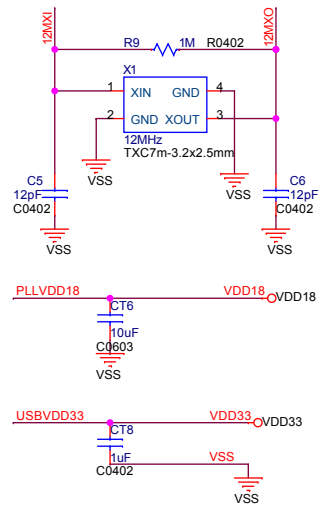 12MXI
12MXO
R9 1M R0402
X1
1 XIN GND 4
2 GND XOUT 3
12MHz
TXC7m-3.2x2.5mm
VSS VSS
C5 C6
12pF 12pF
C0402 C0402
VSS VSS
PLLVDD18 VDD18 VDD18
CT6
10uF
C0603
VSS
USBVDD33 VDD33 VDD33
CT8
1uF VSS
C0402
VSS